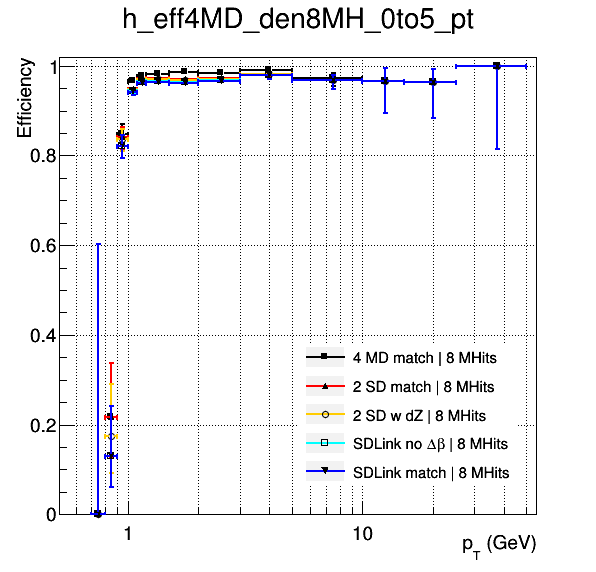 h_eff4MD_den8MH_0to5_pt
Efficiency
1
0.8
0.6
0.4
0.2
0
4 MD match | 8 MHits
2 SD match | 8 MHits
2 SD w dZ | 8 MHits
SDLink no Δβ | 8 MHits
SDLink match | 8 MHits
1 10
p_T (GeV)